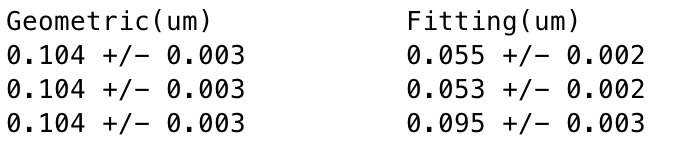 Geometric(um) Fitting(um)
0.104 +/- 0.003 0.055 +/- 0.002
0.104 +/- 0.003 0.053 +/- 0.002
0.104 +/- 0.003 0.095 +/- 0.003